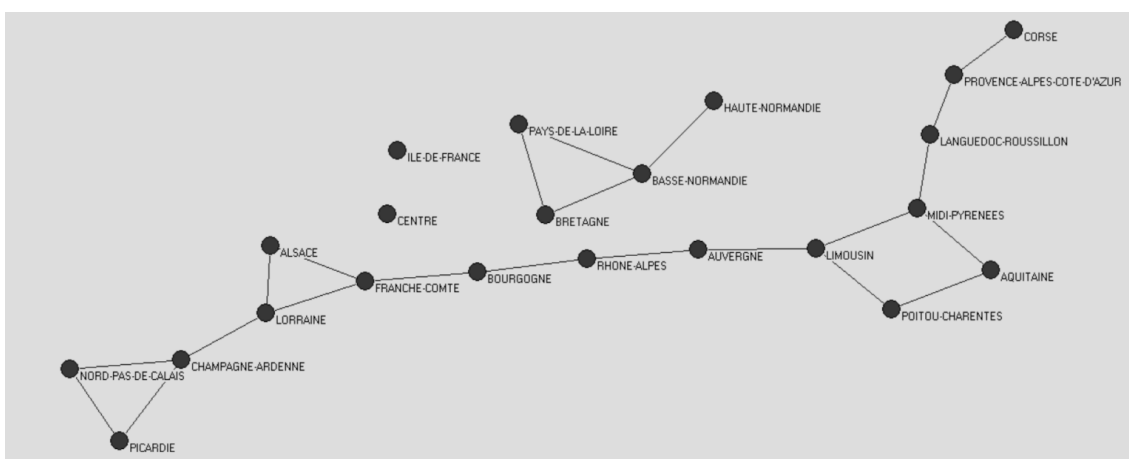 CORSE
PROVENCE-ALPES-COTE-D'AZUR
HAUTE-NORMANDIE
PAYS-DE-LA-LOIRE
LANGUEDOC-ROUSSILLON
ILE-DE-FRANCE
BASSE-NORMANDIE
MIDI-PYRENEES
CENTRE
BRETAGNE
ALSACE
AUVERGNE
LIMOUSIN
RHONE-ALPES
AQUITAINE
BOURGOGNE
FRANCHE-COMTE
POITOU-CHARENTES
LORRAINE
CHAMPAGNE-ARDENNE
NORD-PAS-DE-CALAIS
PICARDIE